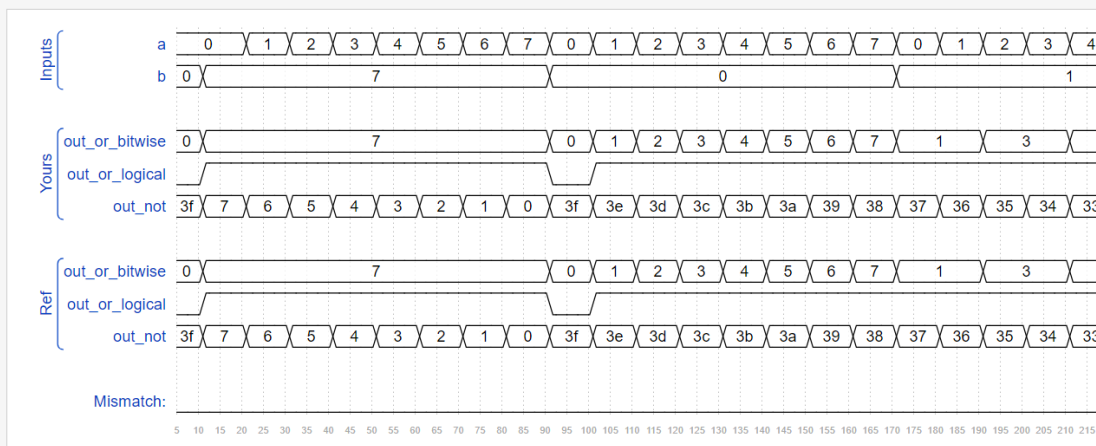 Inputs
a 0 1 2 3 4 5 6 7 0 1 2 3 4 5 6 7 0 1 2 3 4
b 0 7 0 1
Yours
out_or_bitwise 0 7 0 1 2 3 4 5 6 7 1 3
out_or_logical
out_not 3f 7 6 5 4 3 2 1 0 3f 3e 3d 3c 3b 3a 39 38 37 36 35 34 33
Ref
out_or_bitwise 0 7 0 1 2 3 4 5 6 7 1 3
out_or_logical
out_not 3f 7 6 5 4 3 2 1 0 3f 3e 3d 3c 3b 3a 39 38 37 36 35 34 33
Mismatch:
5 10 15 20 25 30 35 40 45 50 55 60 65 70 75 80 85 90 95 100 105 110 115 120 125 130 135 140 145 150 155 160 165 170 175 180 185 190 195 200 205 210 215